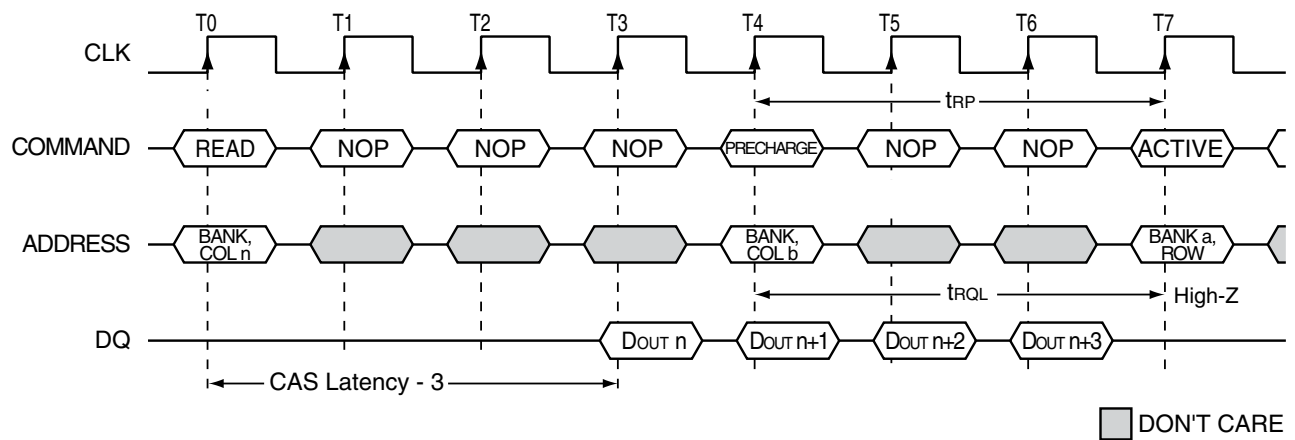 T0 T1 T2 T3 T4 T5 T6 T7
CLK
tRP
COMMAND READ NOP NOP NOP PRECHARGE NOP NOP ACTIVE
ADDRESS BANK, COL n BANK, COL b BANK a, ROW
tRQL High-Z
DQ DOUT n DOUT n+1 DOUT n+2 DOUT n+3
CAS Latency - 3
DON'T CARE